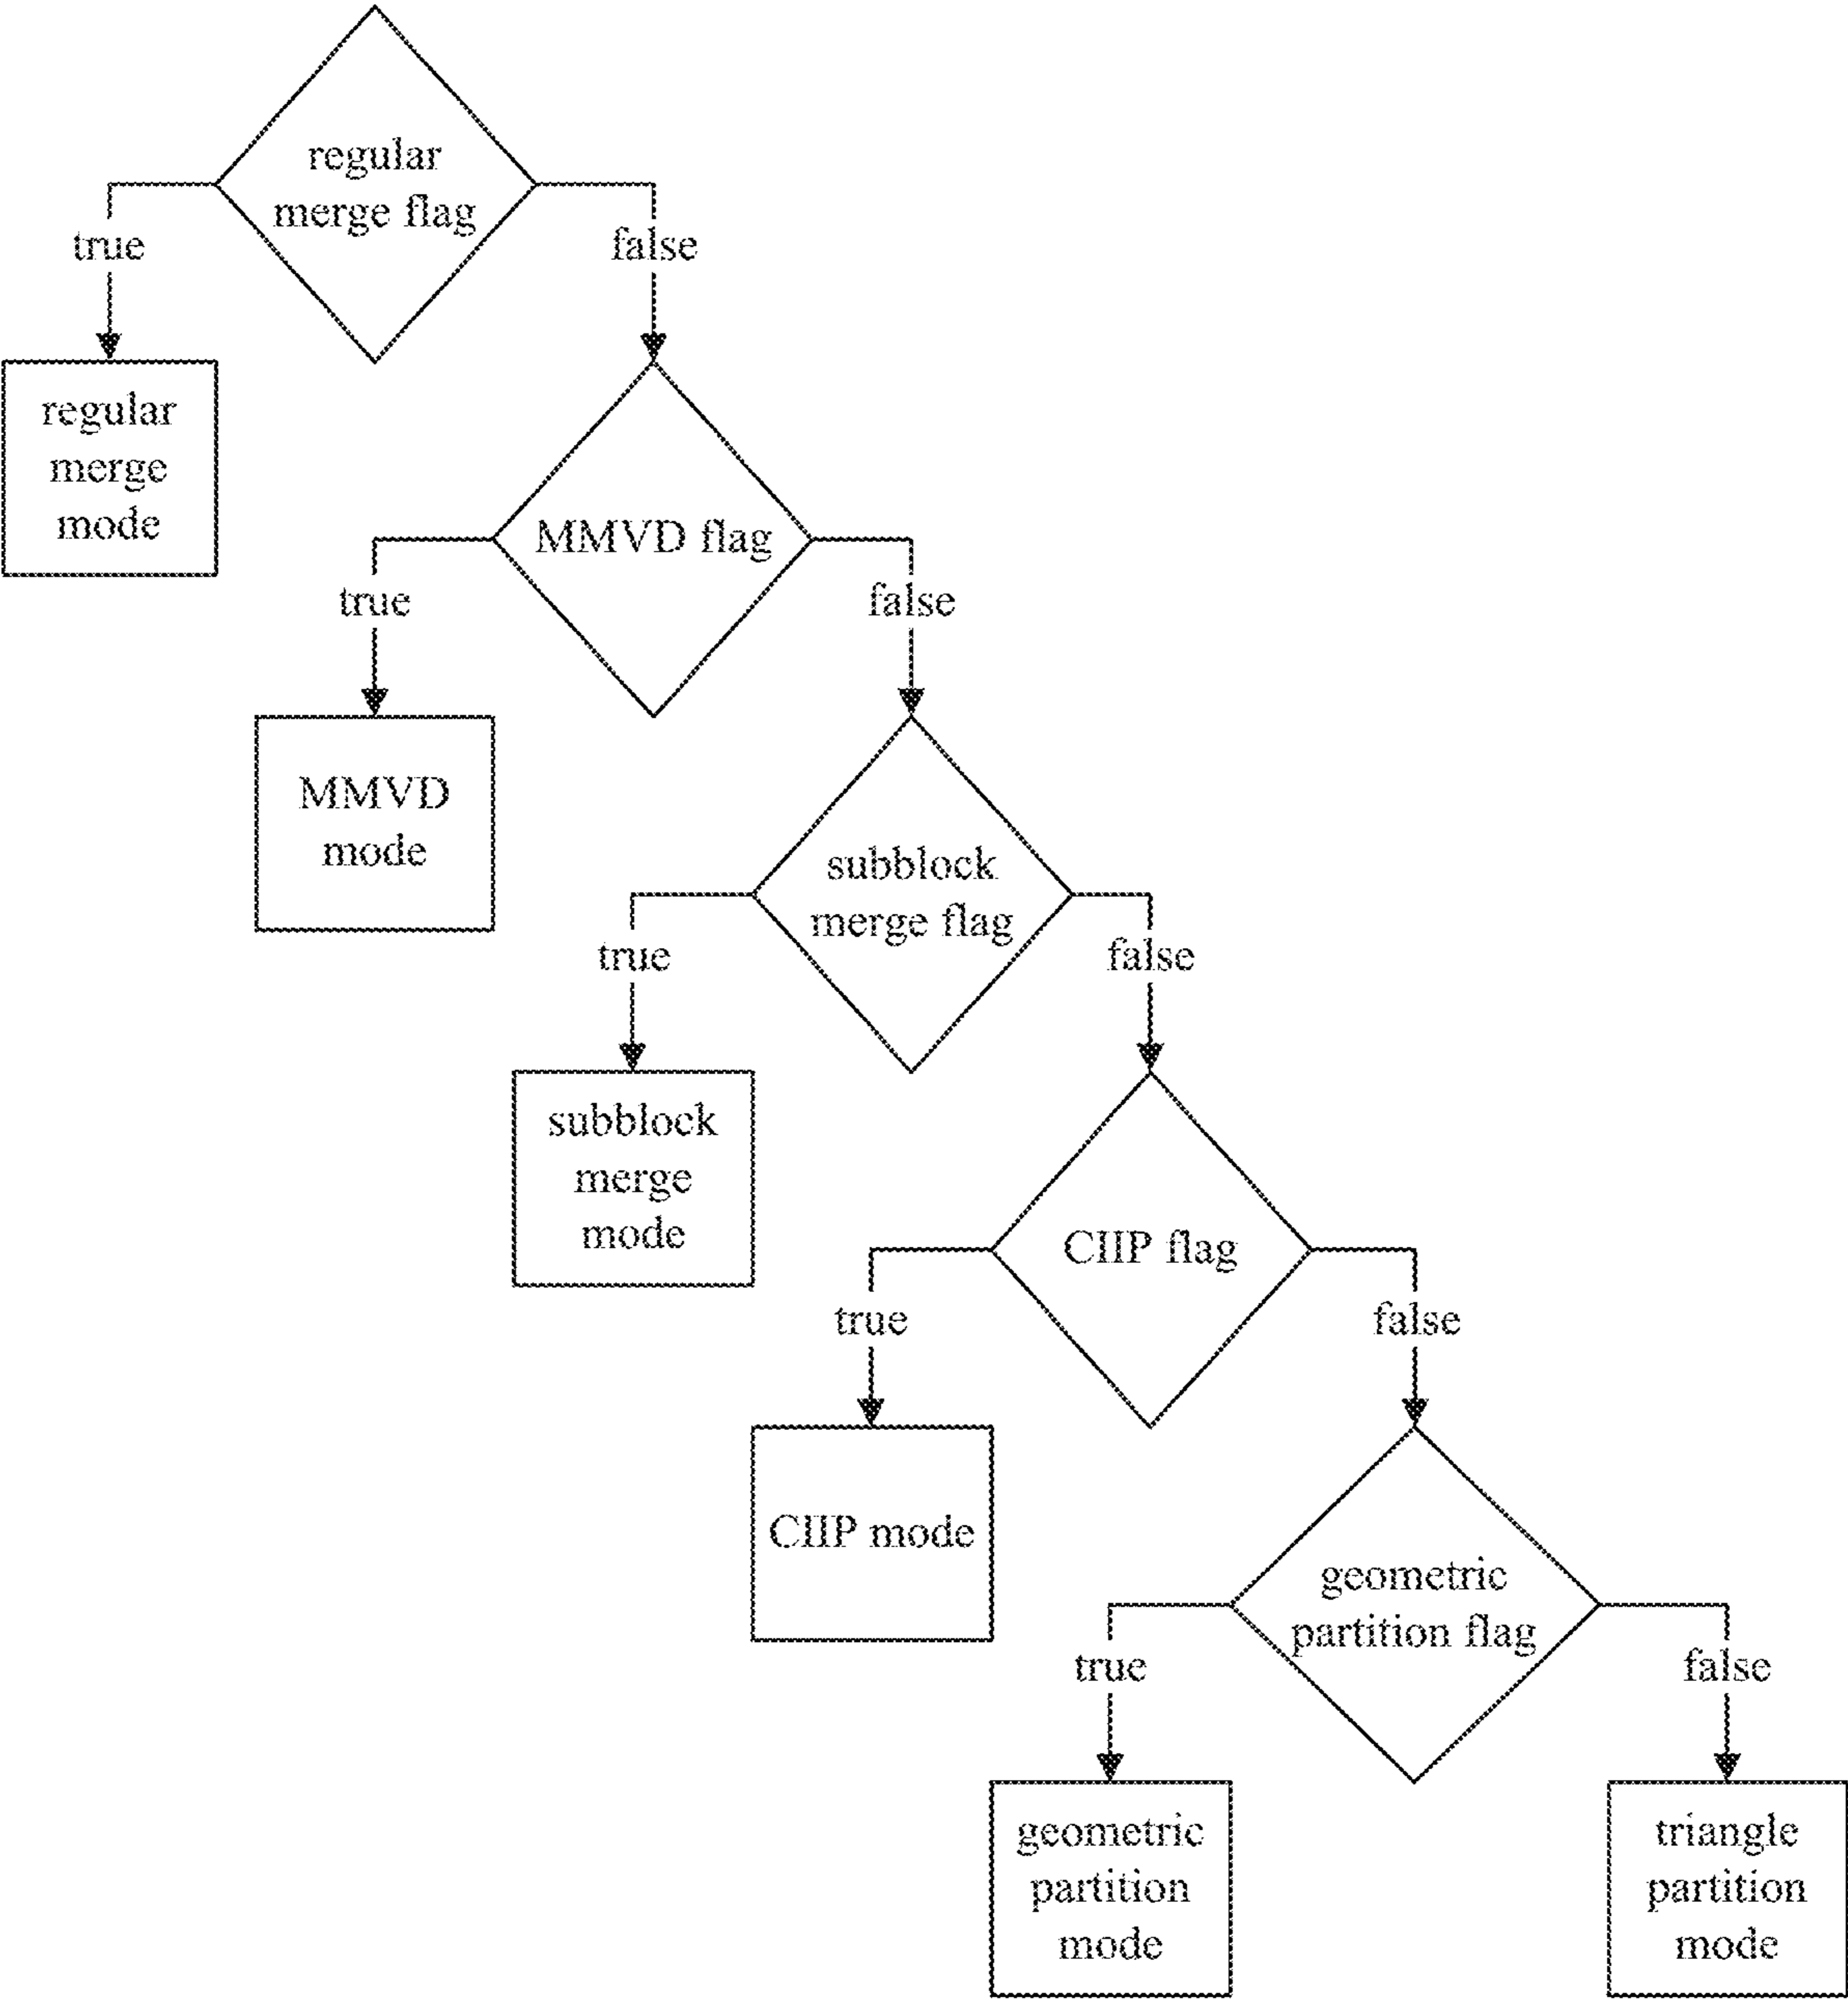 regular
merge flag
true
false
regular
merge
mode
MMVD flag
true
false
MMVD
mode
subblock
merge flag
true
false
subblock
merge
mode
CIIP flag
true
false
CIIP mode
geometric
partition flag
true
false
geometric
partition
mode
triangle
partition
mode